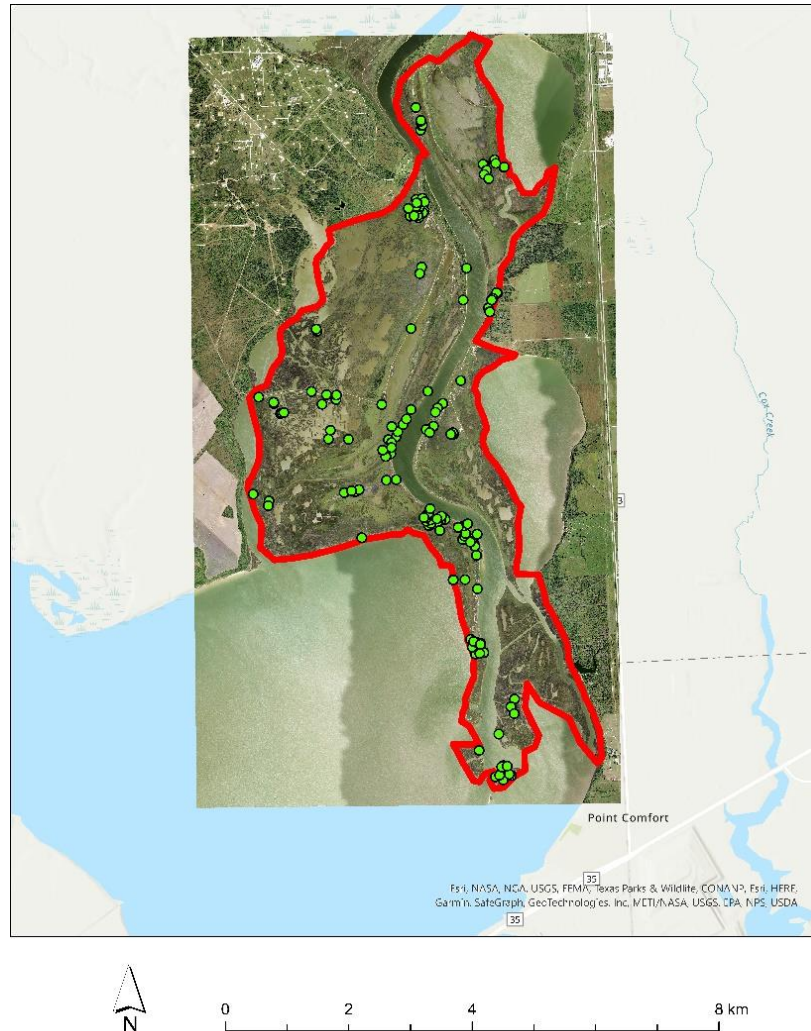 Cox Creek
3
Point Comfort
35
Esri, NASA, NGA, USGS, FEMA, Texas Parks & Wildlife, CONANP, Esri, HERE,
Garmin, SafeGraph, GeoTechnologies, Inc, METI/NASA, USGS, EPA, NPS, USDA
35
N
0 2 4 8 km